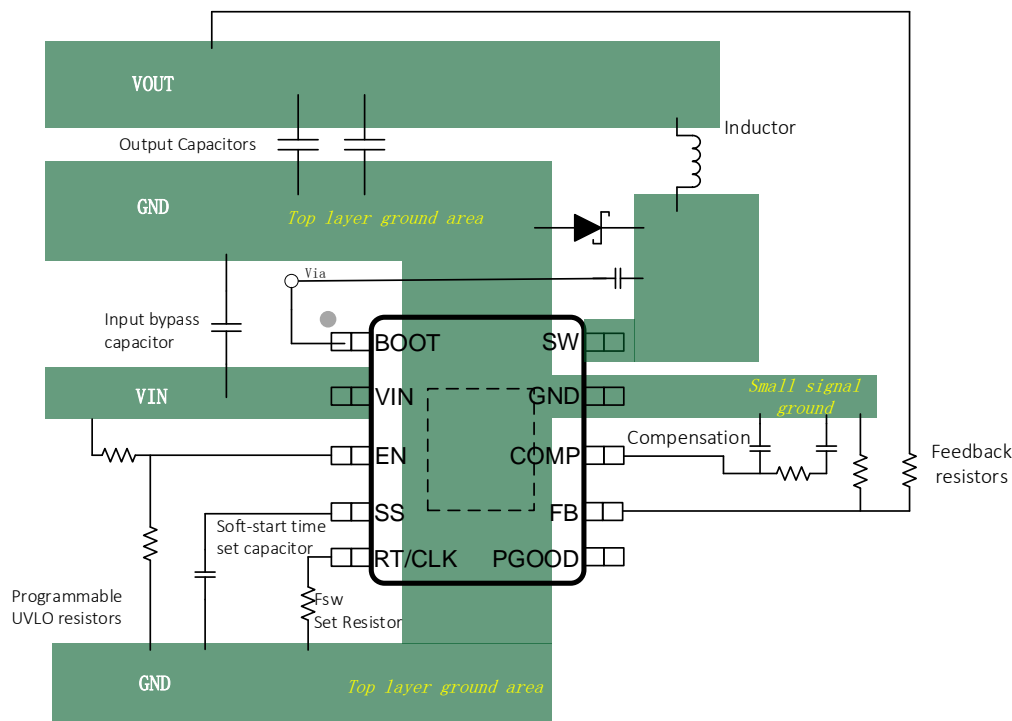 VOUT
Output Capacitors
Inductor
GND
Top layer ground area
Via
Input bypass
capacitor
BOOT
SW
VIN
VIN
GND
Small signal
ground
EN
COMP
Compensation
Feedback
resistors
SS
FB
Soft-start time
set capacitor
RT/CLK
PGOOD
Programmable
UVLO resistors
Fsw
Set Resistor
GND
Top layer ground area